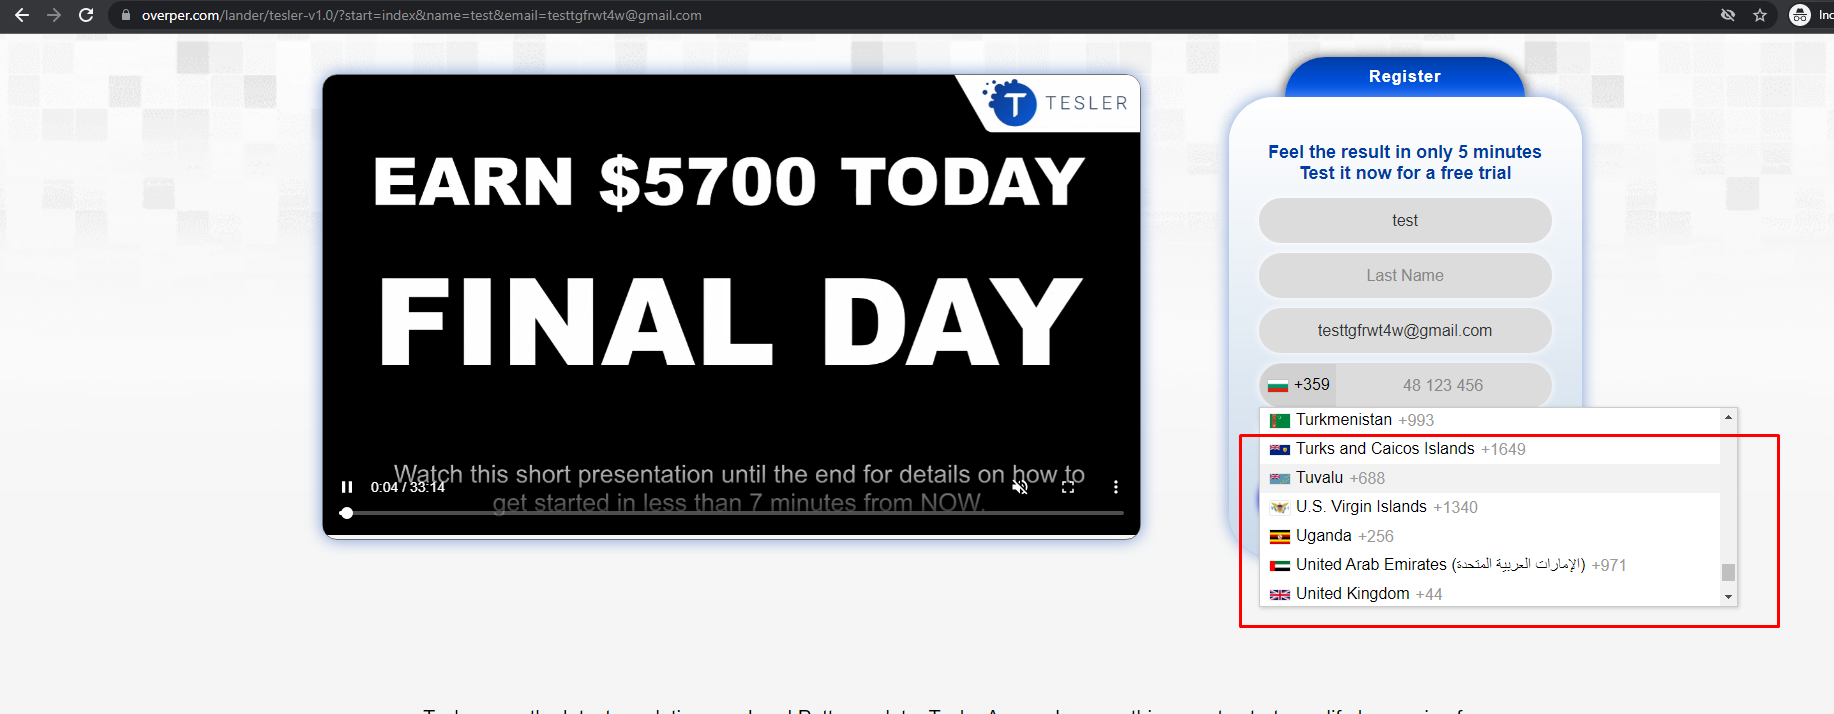 overper.com/lander/tesler-v1.0/?start=index&name=test&email=testtgfrwt4w@gmail.com
Inc
TESLER
EARN $5700 TODAY
FINAL DAY
Watch this short presentation until the end for details on how to
get started in less than 7 minutes from NOW.
0:04 / 33:14
Register
Feel the result in only 5 minutes
Test it now for a free trial
test
Last Name
testtgfrwt4w@gmail.com
+359 48 123 456
Turkmenistan +993
Turks and Caicos Islands +1649
Tuvalu +688
U.S. Virgin Islands +1340
Uganda +256
United Arab Emirates (الإمارات العربية المتحدة) +971
United Kingdom +44